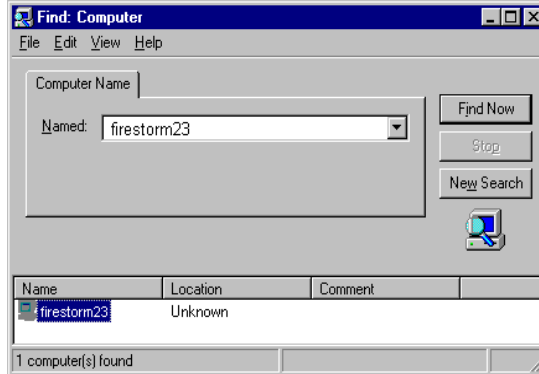 Find: Computer
File Edit View Help
Computer Name
Named: firestorm23
Find Now
Stop
New Search
Name Location Comment
firestorm23 Unknown
1 computer(s) found